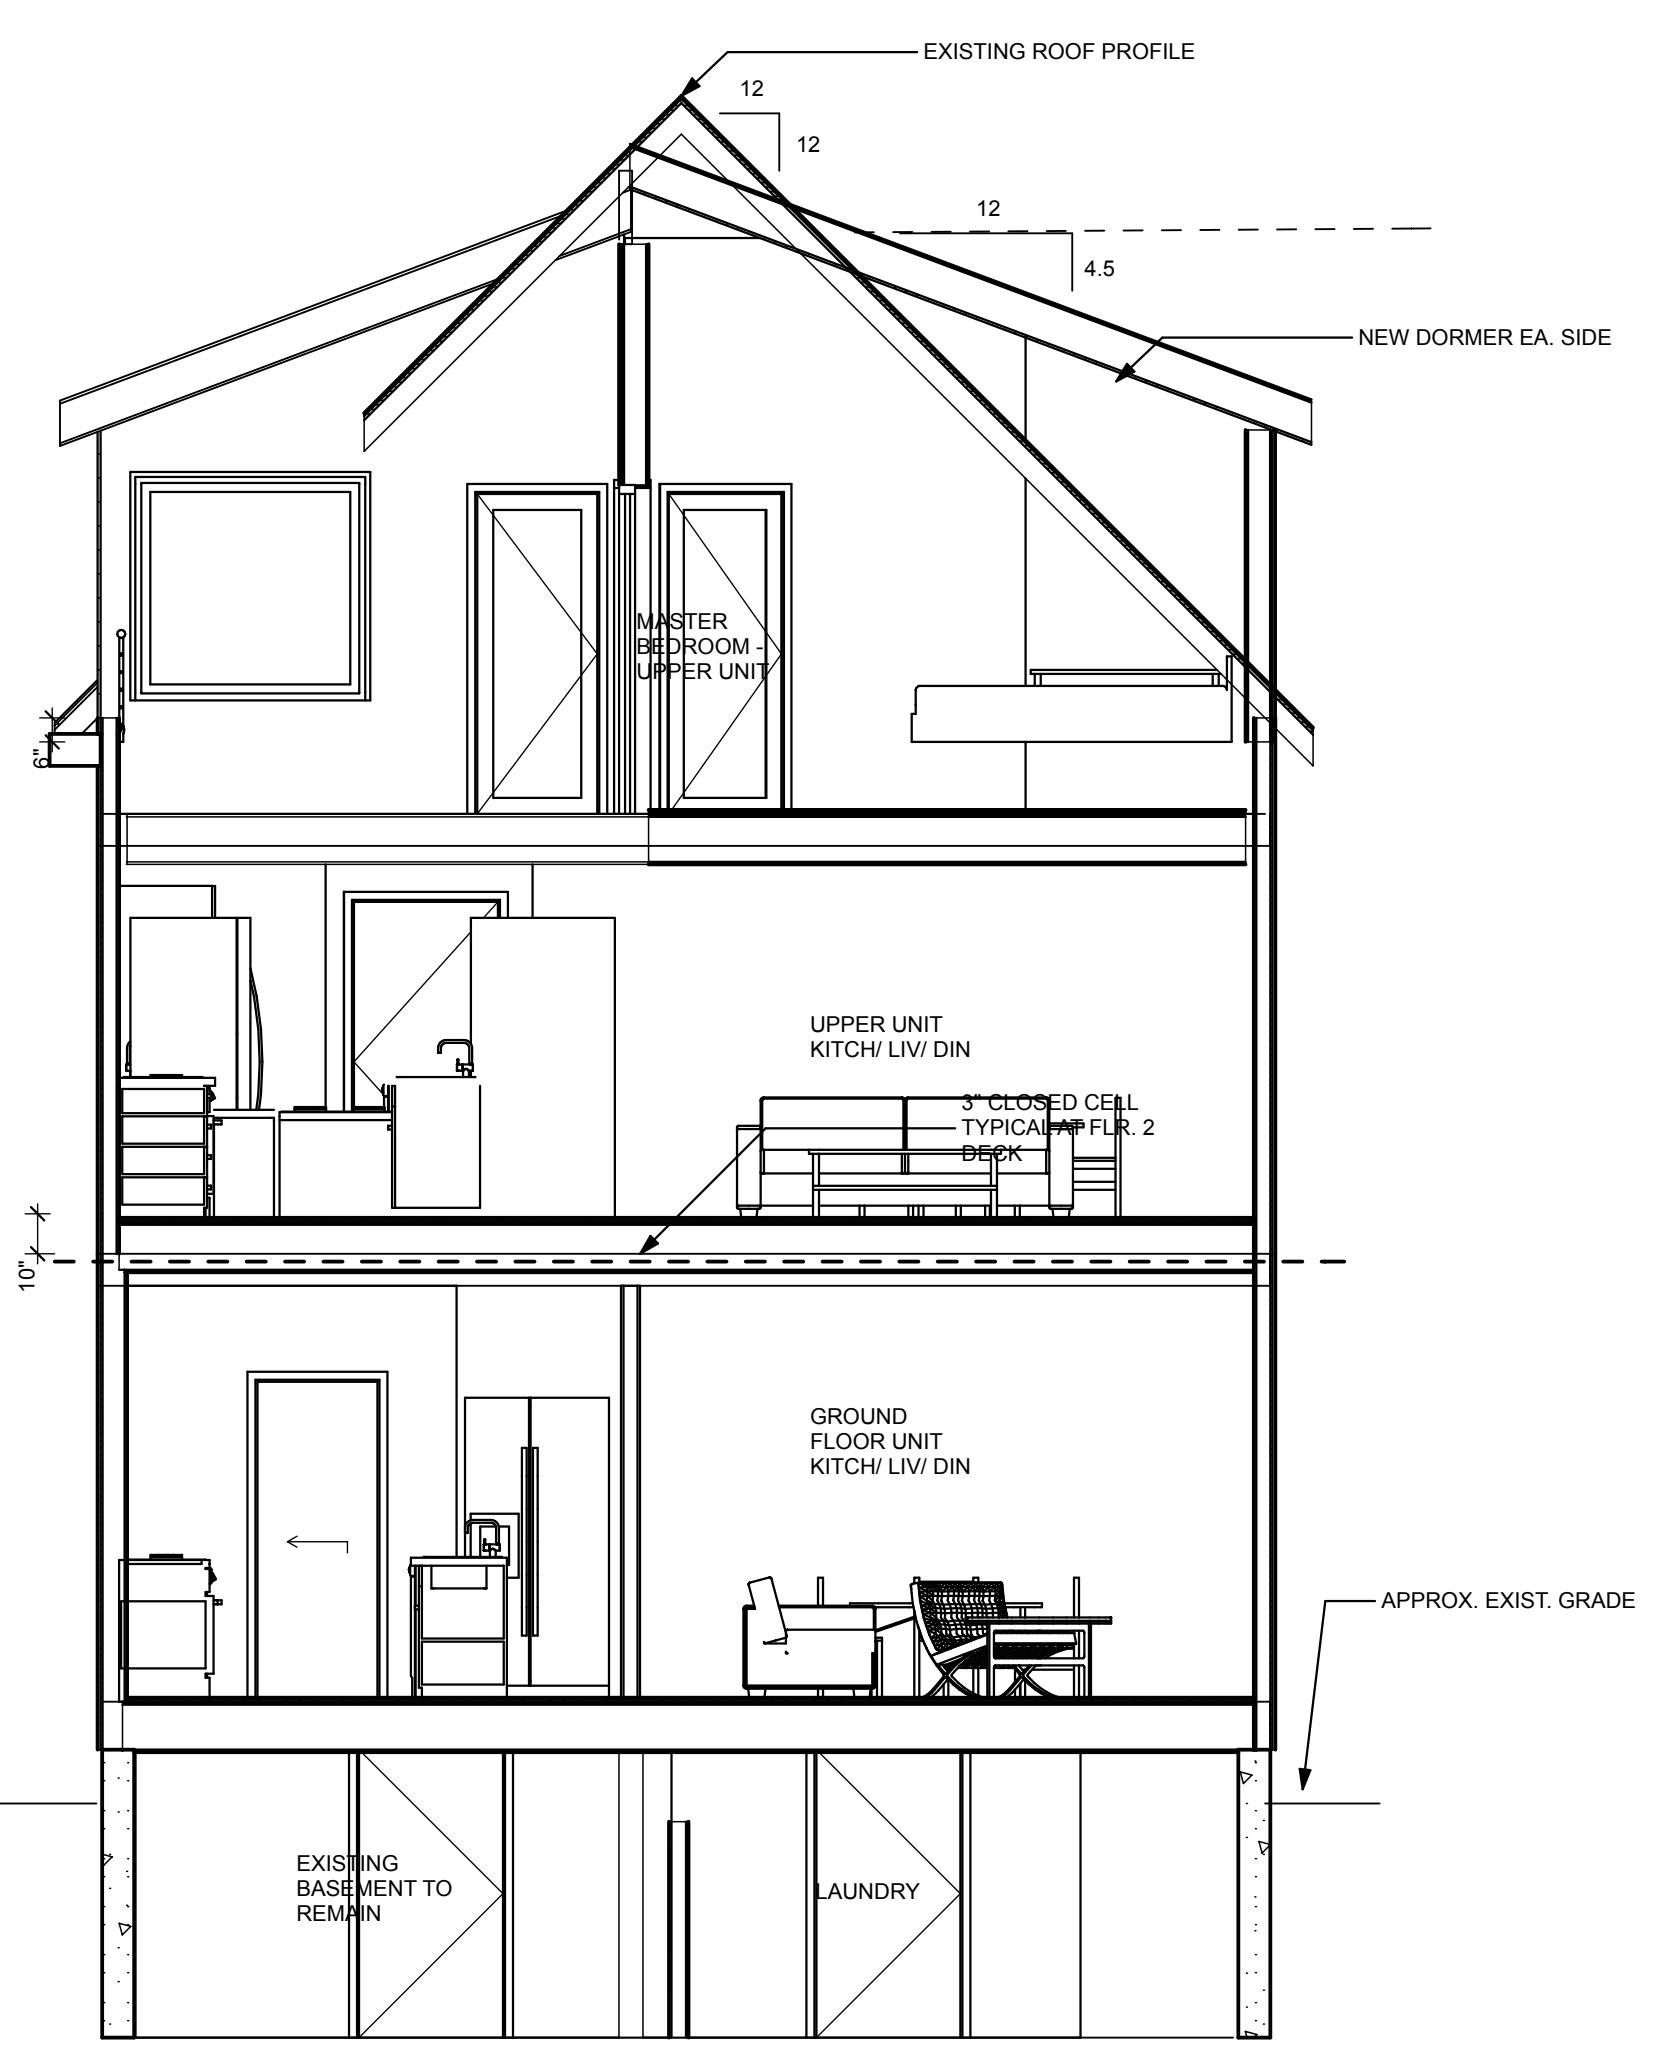 EXISTING ROOF PROFILE
12
12
12
4.5
NEW DORMER EA. SIDE
MASTER
BEDROOM -
UPPER UNIT
6"
UPPER UNIT
KITCH/ LIV/ DIN
3" CLOSED CELL
TYPICAL AT FLR. 2
DECK
10"
GROUND
FLOOR UNIT
KITCH/ LIV/ DIN
APPROX. EXIST. GRADE
EXISTING
BASEMENT TO
REMAIN
LAUNDRY